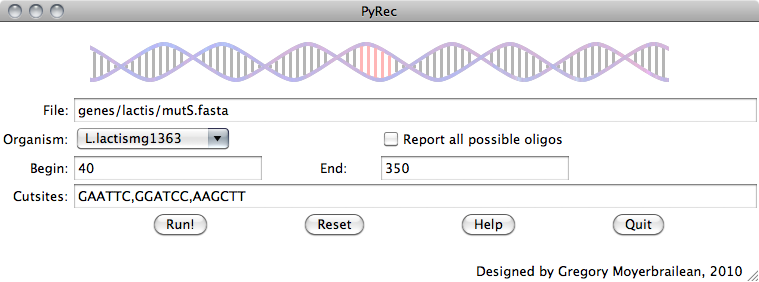 PyRec
File: genes/lactis/mutS.fasta
Organism: L.lactismg1363 Report all possible oligos
Begin: 40 End: 350
Cutsites: GAATTC,GGATCC,AAGCTT
Run! Reset Help Quit
Designed by Gregory Moyerbrailean, 2010